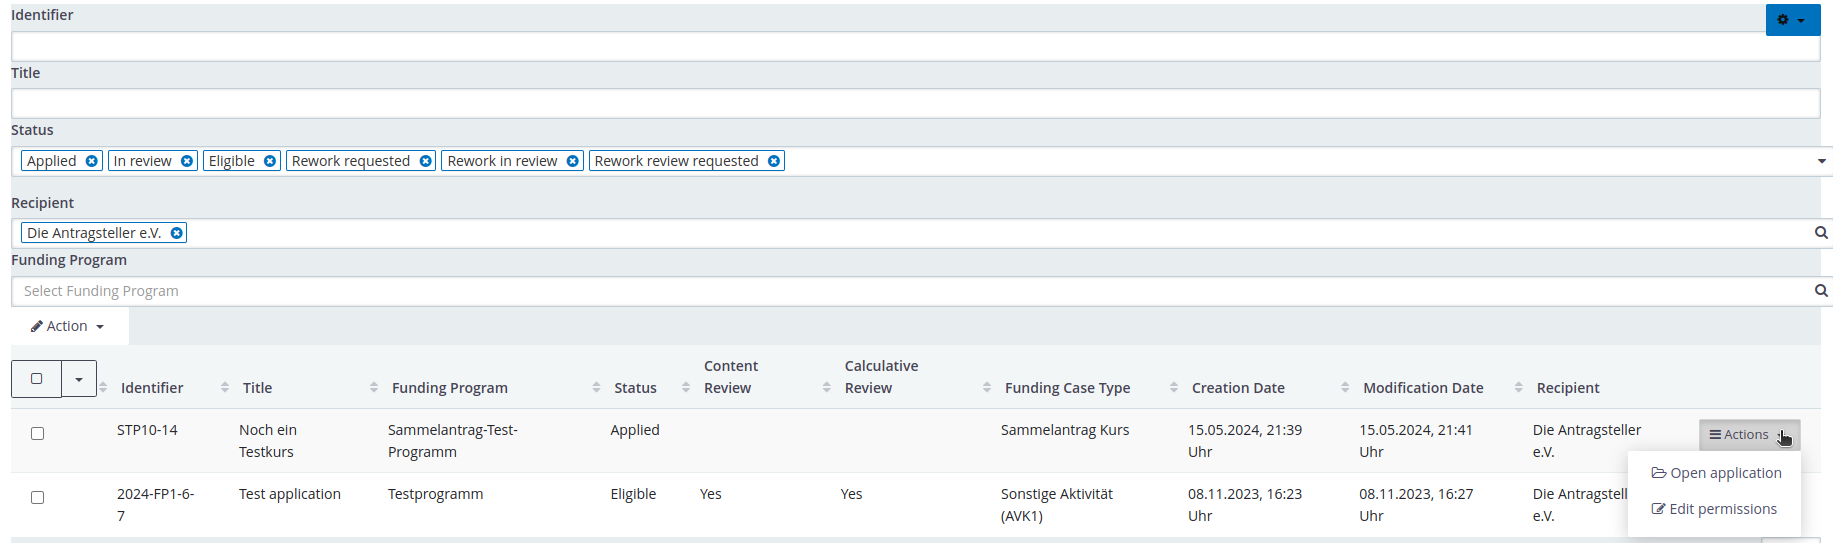 Identifier
Title
Status
Applied In review Eligible Rework requested Rework in review Rework review requested
Recipient
Die Antragsteller e.V.
Funding Program
Select Funding Program
Action
Identifier Title Funding Program Status Content Review Calculative Review Funding Case Type Creation Date Modification Date Recipient
STP10-14 Noch ein Testkurs Sammelantrag-Test-Programm Applied Sammelantrag Kurs 15.05.2024, 21:39 Uhr 15.05.2024, 21:41 Uhr Die Antragsteller e.V. Actions
Open application
Edit permissions
2024-FP1-6-7 Test application Testprogramm Eligible Yes Yes Sonstige Aktivität (AVK1) 08.11.2023, 16:23 Uhr 08.11.2023, 16:27 Uhr Die Antragstell e.V.